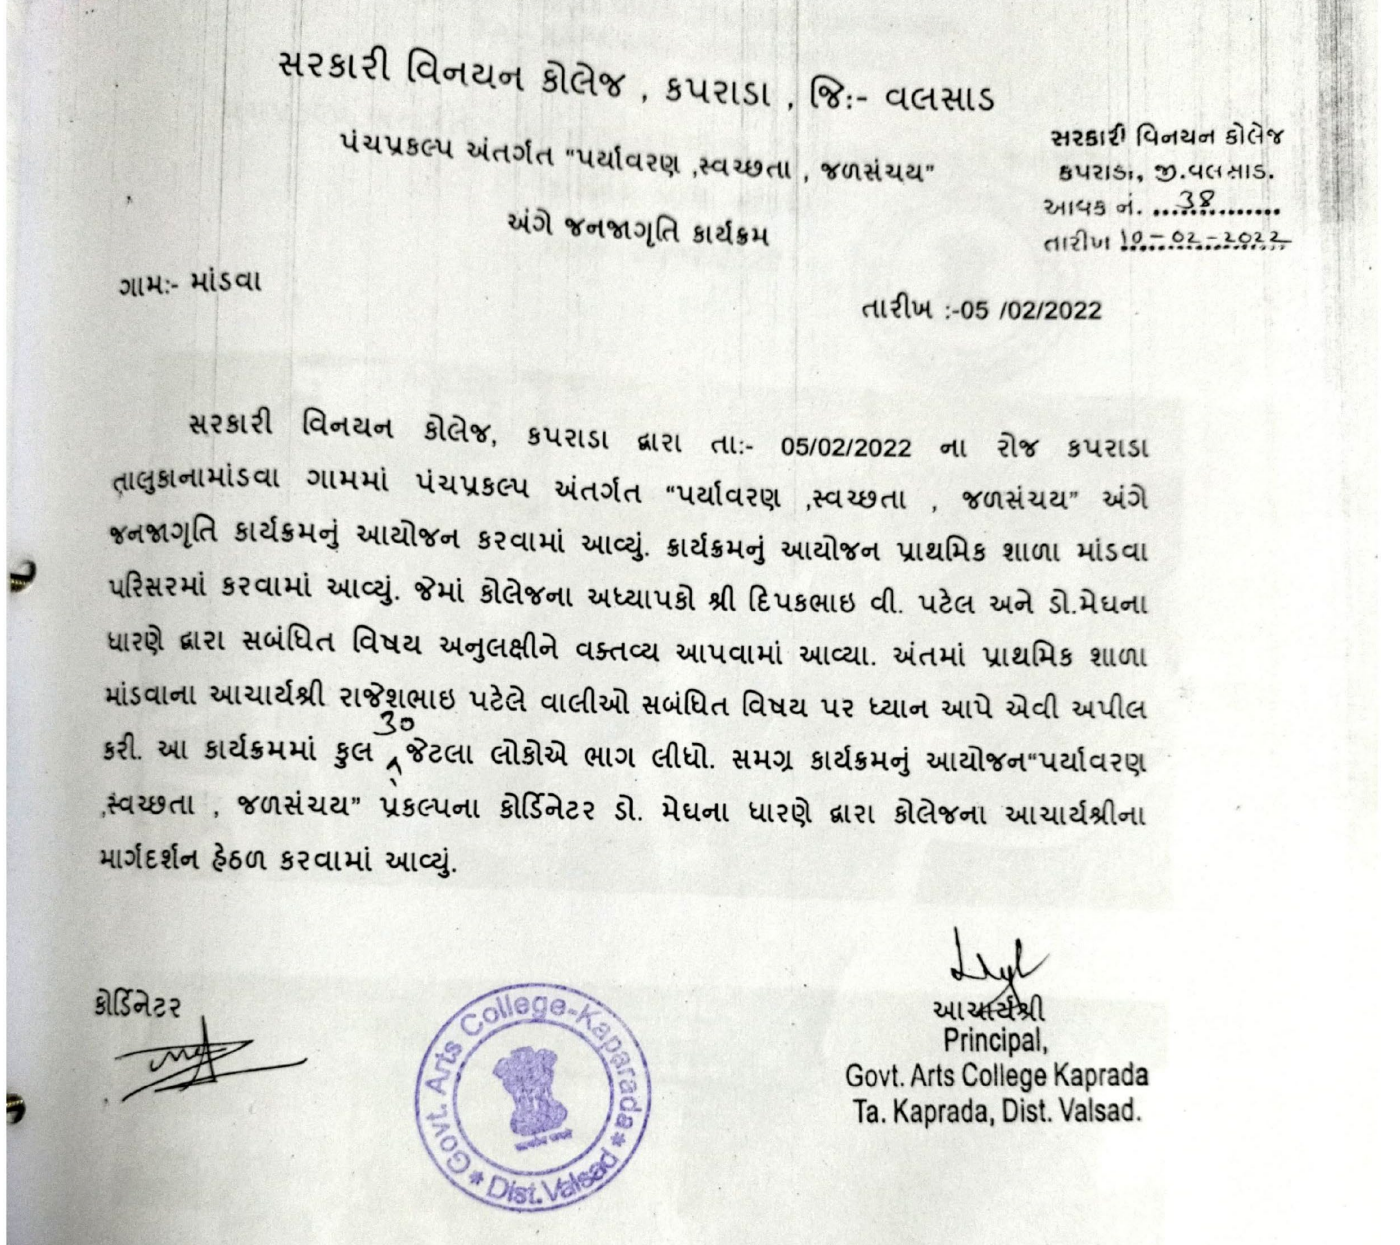 સરકારી વિનયન કોલેજ , કપરાડા , જિ:- વલસાડ
પંચપ્રકલ્પ અંતર્ગત "પર્યાવરણ ,સ્વચ્છતા , જળસંચય"
અંગે જનજાગૃતિ કાર્યક્રમ
સરકારી વિનયન કોલેજ
કપરાડા, જી.વલસાડ.
આવક નં. 38
તારીખ 10-02-2022
ગામ:- માંડવા
તારીખ :-05 /02/2022
સરકારી વિનયન કોલેજ, કપરાડા દ્વારા તા:- 05/02/2022 ના રોજ કપરાડા
તાલુકાનામાંડવા ગામમાં પંચપ્રકલ્પ અંતર્ગત "પર્યાવરણ ,સ્વચ્છતા , જળસંચય" અંગે
જનજાગૃતિ કાર્યક્રમનું આયોજન કરવામાં આવ્યું. કાર્યક્રમનું આયોજન પ્રાથમિક શાળા માંડવા
પરિસરમાં કરવામાં આવ્યું. જેમાં કોલેજના અધ્યાપકો શ્રી દિપકભાઇ વી. પટેલ અને ડો.મેઘના
ધારણે દ્વારા સબંધિત વિષય અનુલક્ષીને વક્તવ્ય આપવામાં આવ્યા. અંતમાં પ્રાથમિક શાળા
માંડવાના આચાર્યશ્રી રાજેશભાઇ પટેલે વાલીઓ સબંધિત વિષય પર ધ્યાન આપે એવી અપીલ
કરી. આ કાર્યક્રમમાં કુલ 30 જેટલા લોકોએ ભાગ લીધો. સમગ્ર કાર્યક્રમનું આયોજન"પર્યાવરણ
,સ્વચ્છતા , જળસંચય" પ્રકલ્પના કોર્ડિનેટર ડો. મેઘના ધારણે દ્વારા કોલેજના આચાર્યશ્રીના
માર્ગદર્શન હેઠળ કરવામાં આવ્યું.
કોર્ડિનેટર
Govt. Arts College-Kaparada
* Dist.Valsad *
આચાર્યશ્રી
Principal,
Govt. Arts College Kaprada
Ta. Kaprada, Dist. Valsad.